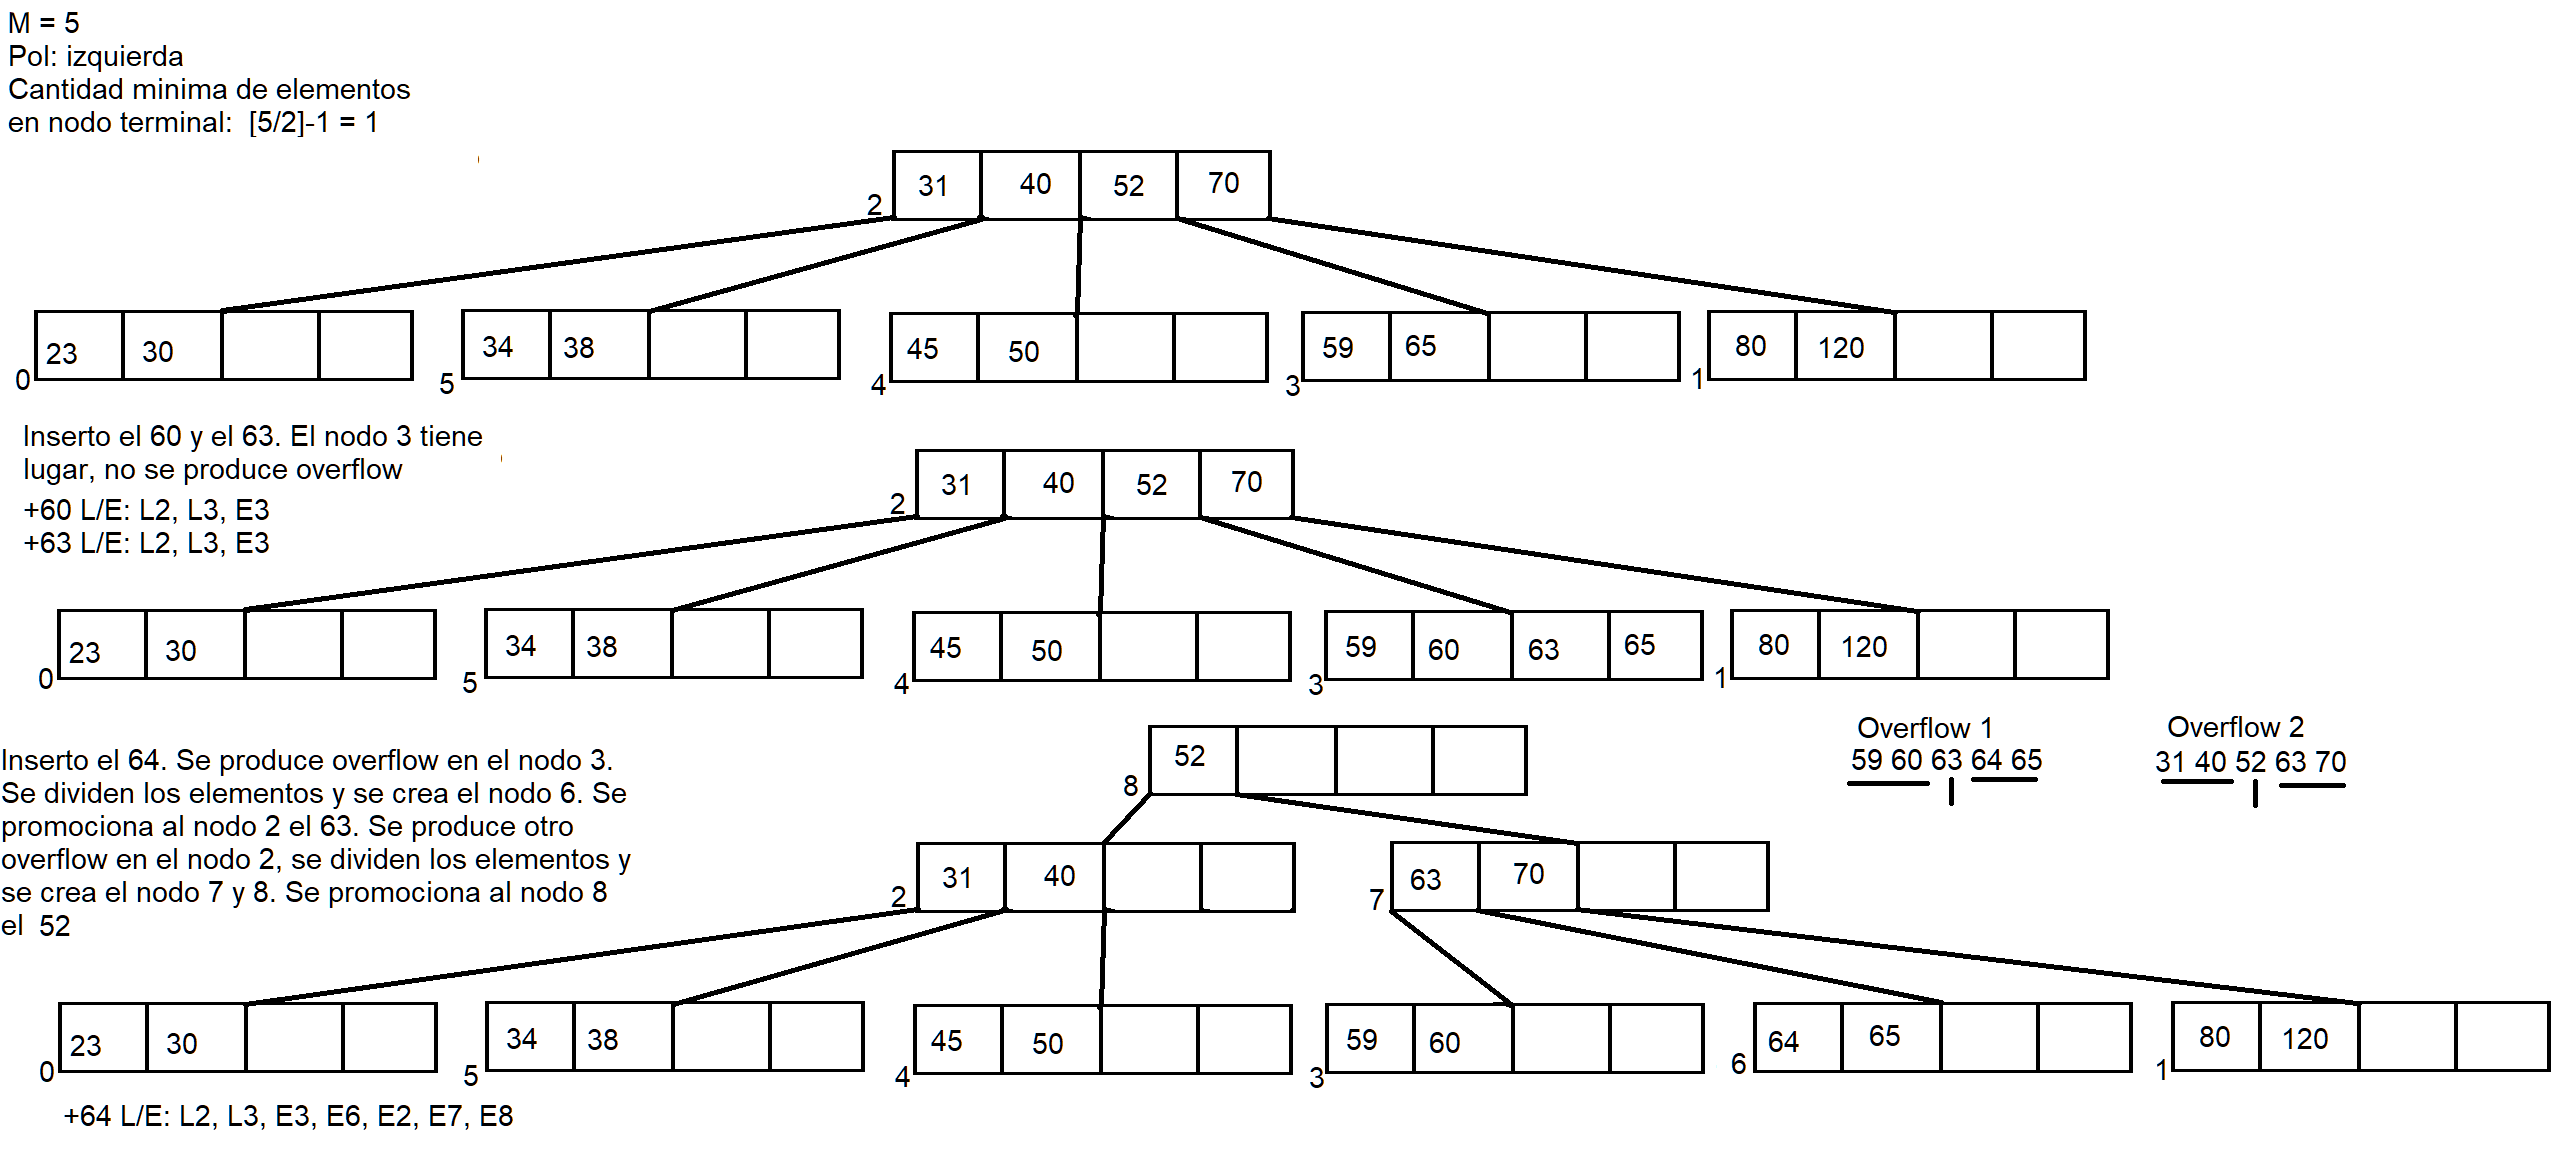 M = 5
Pol: izquierda
Cantidad minima de elementos
en nodo terminal: [5/2]-1 = 1
2 31 40 52 70
0 23 30
5 34 38
4 45 50
3 59 65
1 80 120
Inserto el 60 y el 63. El nodo 3 tiene
lugar, no se produce overflow
+60 L/E: L2, L3, E3
+63 L/E: L2, L3, E3
2 31 40 52 70
0 23 30
5 34 38
4 45 50
3 59 60 63 65
1 80 120
Inserto el 64. Se produce overflow en el nodo 3.
Se dividen los elementos y se crea el nodo 6. Se
promociona al nodo 2 el 63. Se produce otro
overflow en el nodo 2, se dividen los elementos y
se crea el nodo 7 y 8. Se promociona al nodo 8
el 52
Overflow 1
59 60 63 64 65
Overflow 2
31 40 52 63 70
8 52
2 31 40
7 63 70
0 23 30
5 34 38
4 45 50
3 59 60
6 64 65
1 80 120
+64 L/E: L2, L3, E3, E6, E2, E7, E8